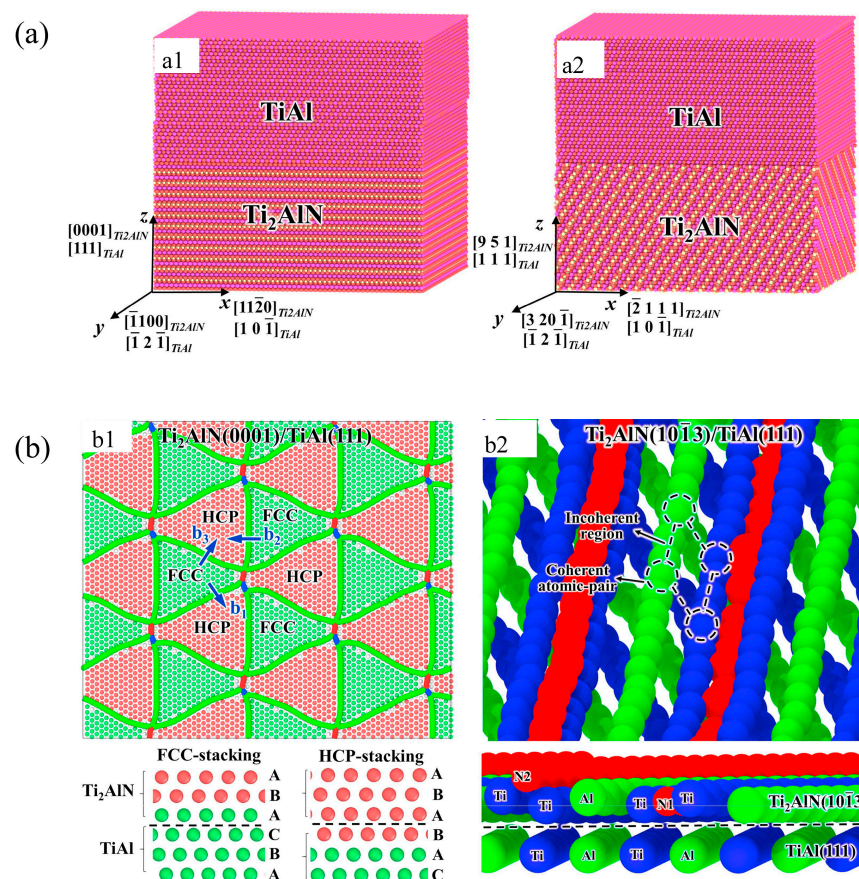 (a)
a1
TiAl
Ti₂AlN
z
[0001]Ti2AlN
[111]TiAl
x
[112̄0]Ti2AlN
[1 0 1̄]TiAl
y
[1̄100]Ti2AlN
[1̄ 2 1̄]TiAl
a2
TiAl
Ti₂AlN
z
[9 5 1]Ti2AlN
[1 1 1]TiAl
x
[2̄ 1 1 1]Ti2AlN
[1 0 1̄]TiAl
y
[3 20 1̄]Ti2AlN
[1̄ 2 1̄]TiAl
(b)
b1
Ti₂AlN(0001)/TiAl(111)
HCP
FCC
b₃
b₂
FCC
HCP
b₁
HCP
FCC
FCC-stacking
HCP-stacking
Ti₂AlN
A
B
A
TiAl
C
B
A
A
B
A
B
A
C
b2
Ti₂AlN(101̄3)/TiAl(111)
Incoherent
region
Coherent
atomic-pair
N2
Ti
Ti
Al
Ti
N1
Ti
Ti₂AlN(101̄3
Ti
Al
Ti
Al
TiAl(111)